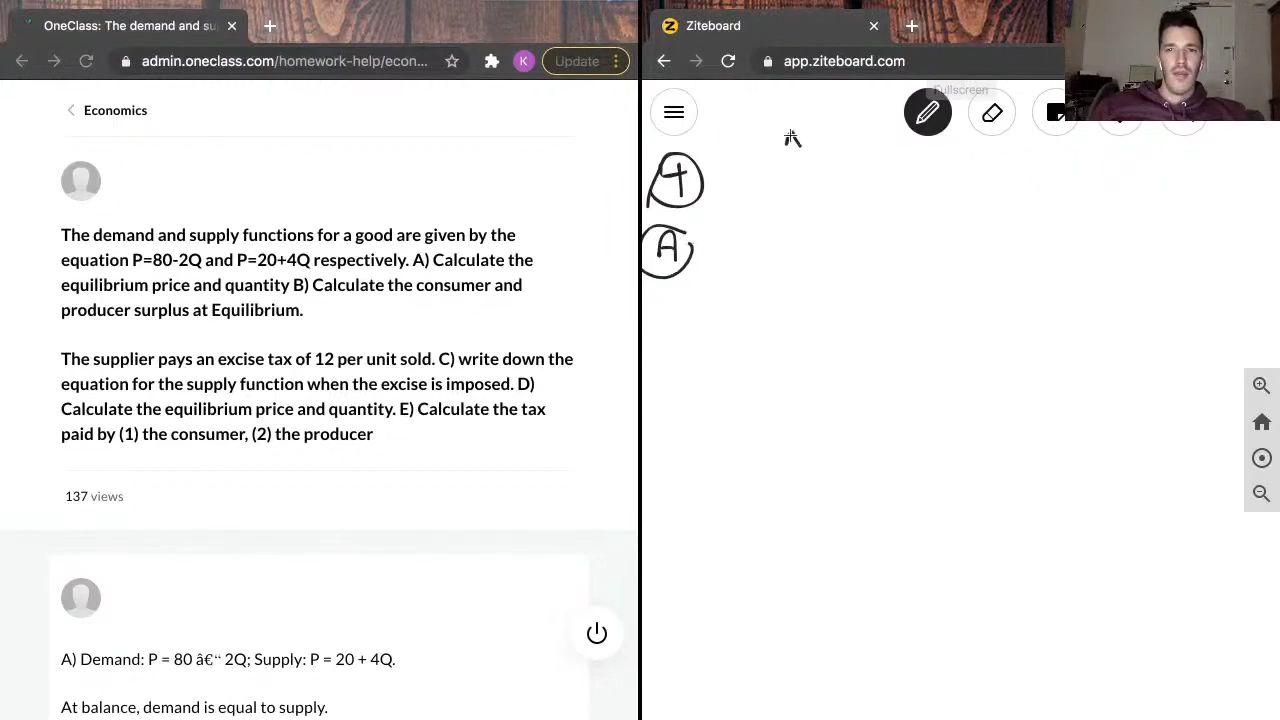 OneClass: The demand and su
Ziteboard
admin.oneclass.com/homework-help/econ...
K
Update
app.ziteboard.com
Fullscreen
Economics
The demand and supply functions for a good are given by the
equation P=80-2Q and P=20+4Q respectively. A) Calculate the
equilibrium price and quantity B) Calculate the consumer and
producer surplus at Equilibrium.
The supplier pays an excise tax of 12 per unit sold. C) write down the
equation for the supply function when the excise is imposed. D)
Calculate the equilibrium price and quantity. E) Calculate the tax
paid by (1) the consumer, (2) the producer
137 views
A) Demand: P = 80 â€“ 2Q; Supply: P = 20 + 4Q.
At balance, demand is equal to supply.
A